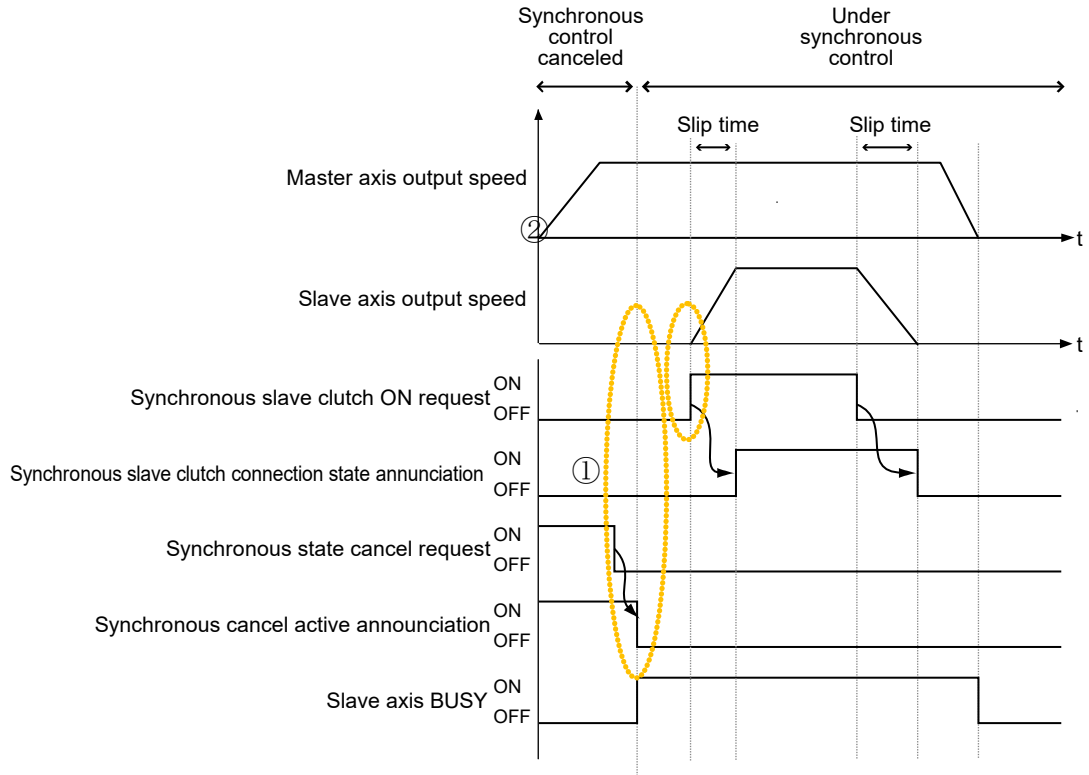 Synchronous
control
canceled
Under
synchronous
control
Slip time
Slip time
Master axis output speed
②
t
Slave axis output speed
t
Synchronous slave clutch ON request
ON
OFF
Synchronous slave clutch connection state annunciation
ON
OFF
①
Synchronous state cancel request
ON
OFF
Synchronous cancel active announciation
ON
OFF
Slave axis BUSY
ON
OFF